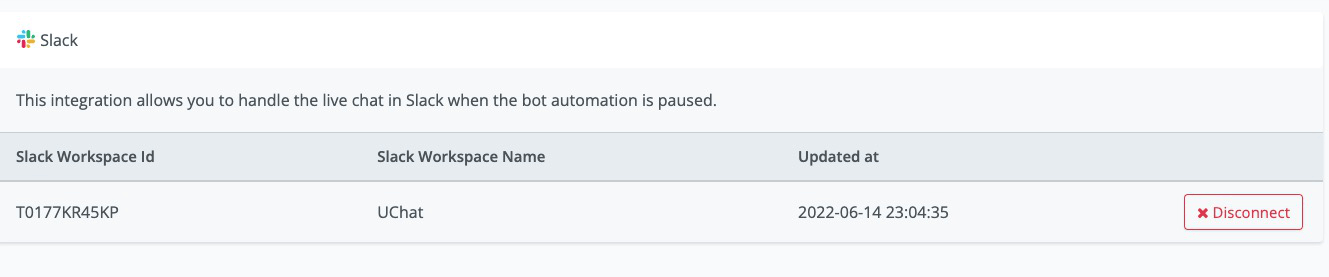 Slack
This integration allows you to handle the live chat in Slack when the bot automation is paused.
Slack Workspace Id Slack Workspace Name Updated at
T0177KR45KP UChat 2022-06-14 23:04:35 Disconnect